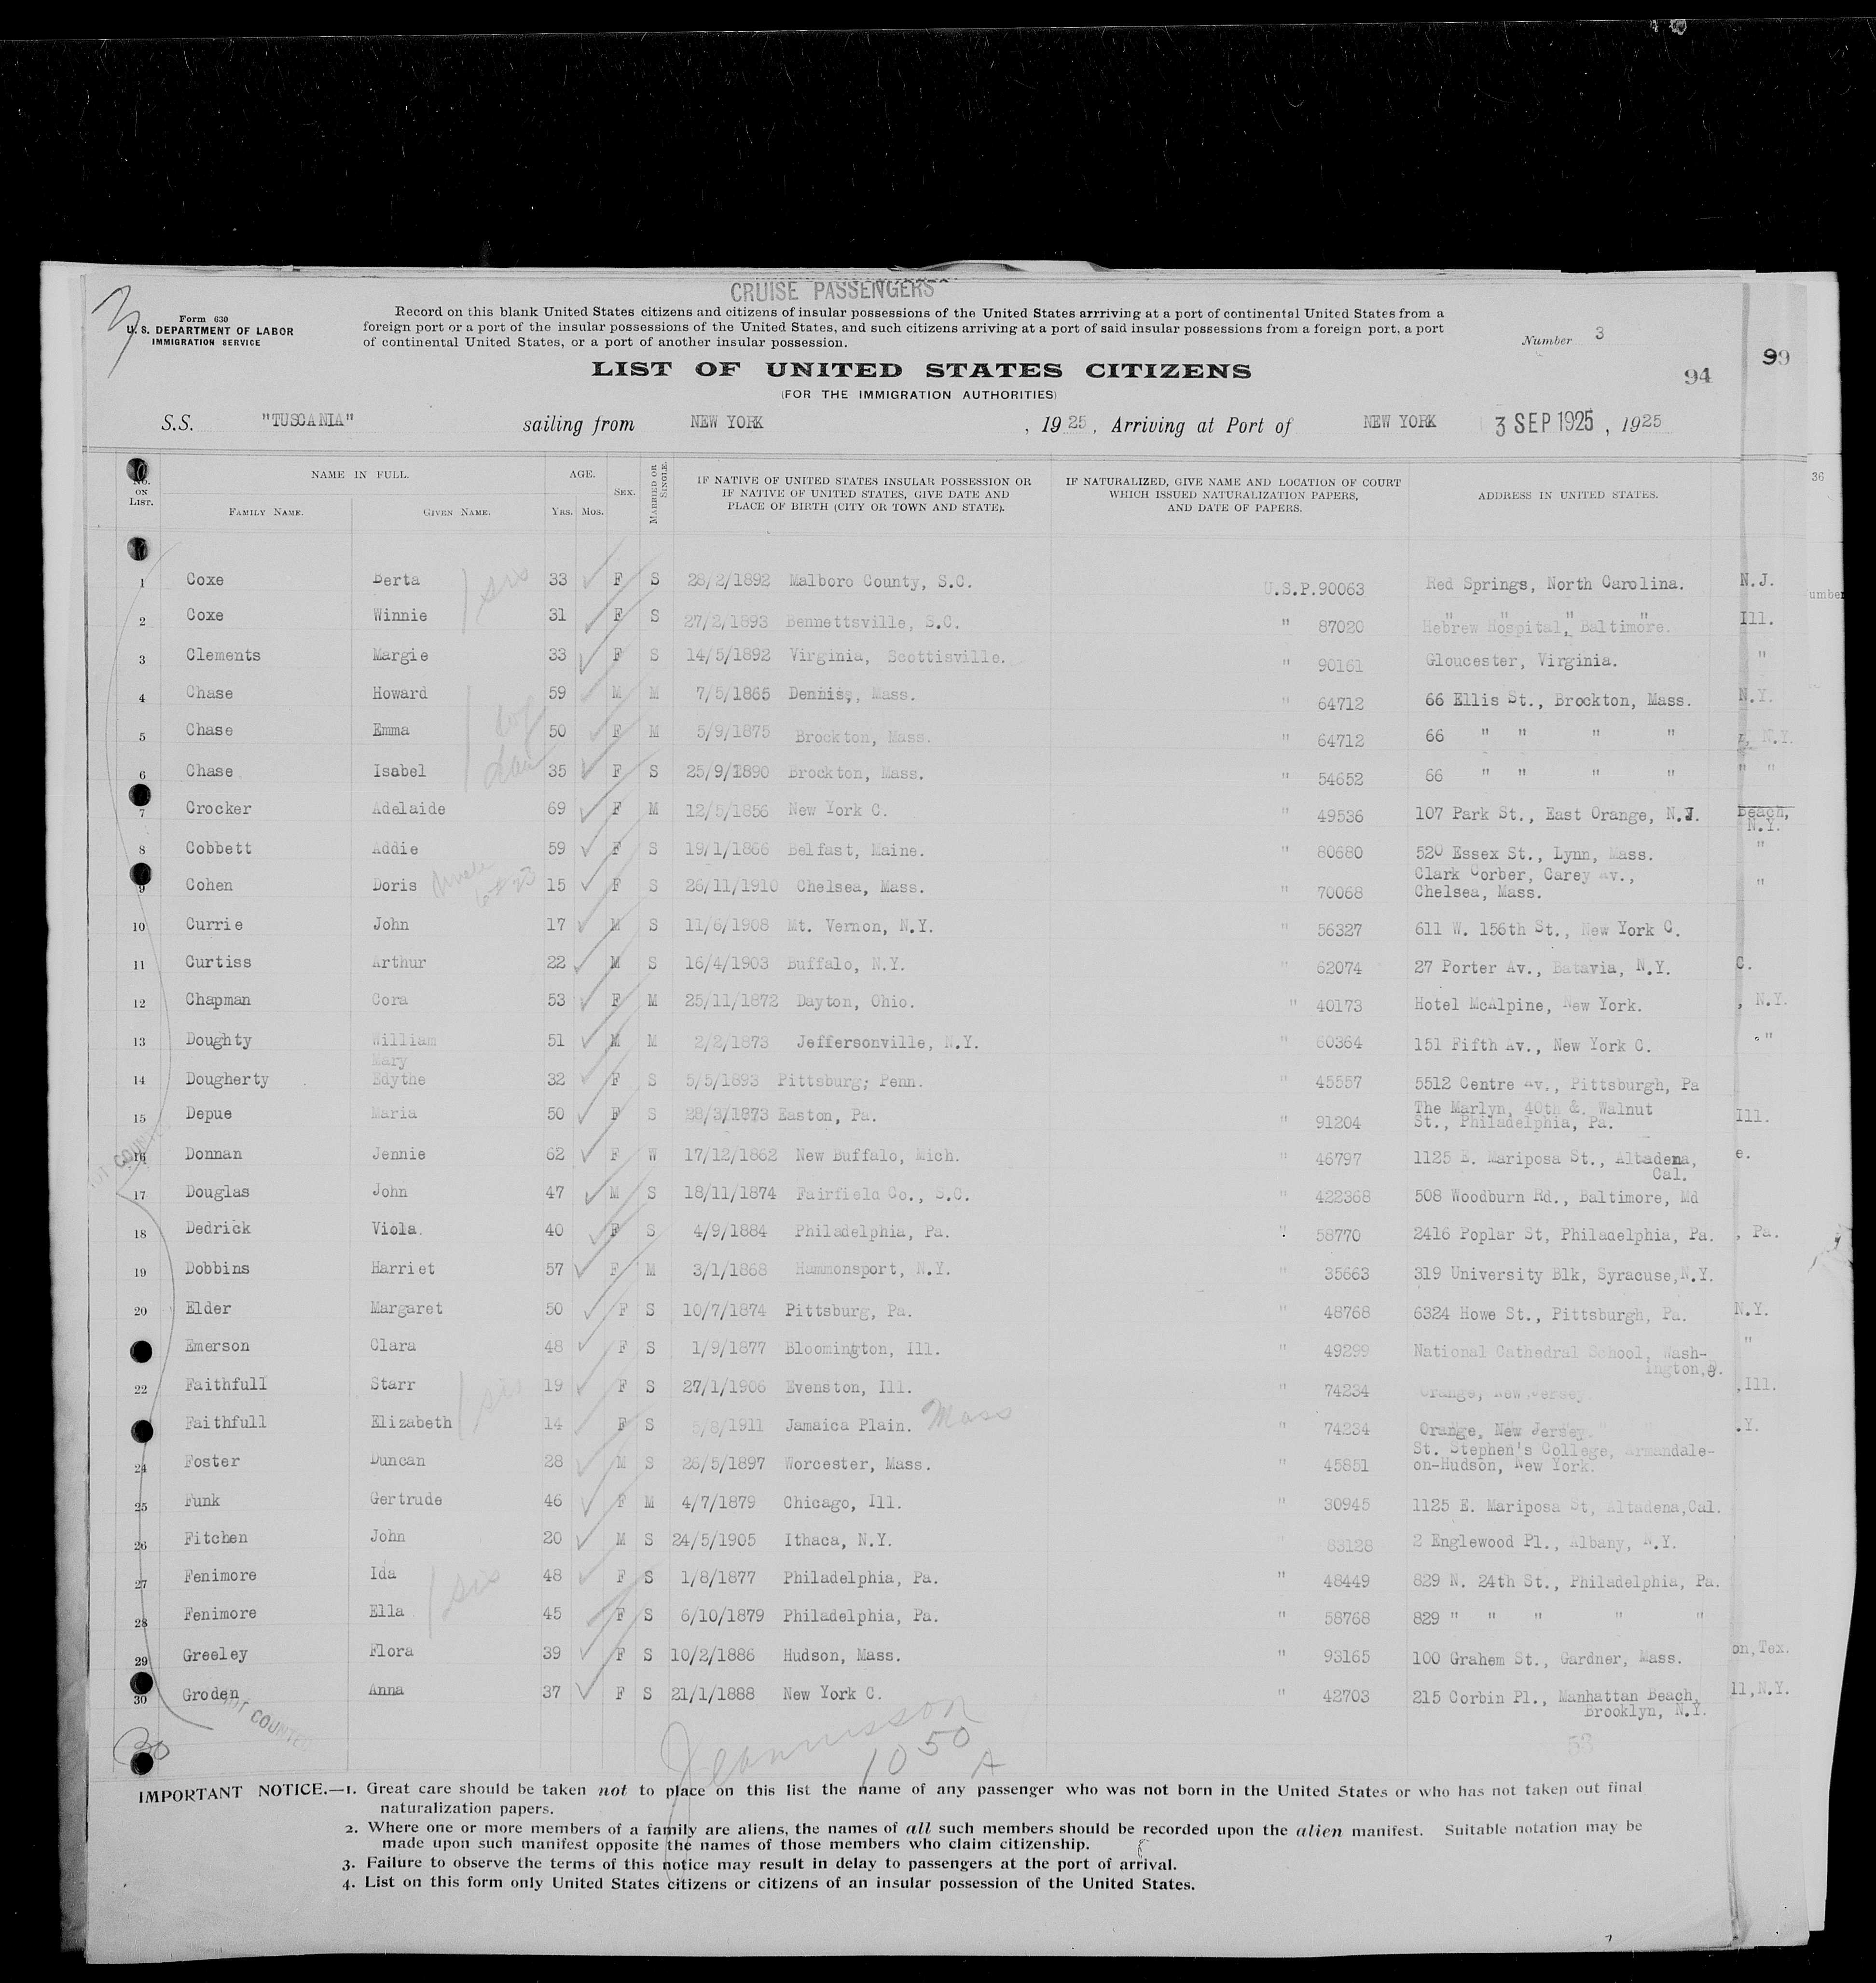 CRUISE PASSENGERS
3
Form 630
U. S. DEPARTMENT OF LABOR
IMMIGRATION SERVICE
Record on this blank United States citizens and citizens of insular possessions of the United States arrriving at a port of continental United States from a
foreign port or a port of the insular possessions of the United States, and such citizens arriving at a port of said insular possessions from a foreign port, a port
of continental United States, or a port of another insular possession.
Number 3
99
94
LIST OF UNITED STATES CITIZENS
(FOR THE IMMIGRATION AUTHORITIES)
S.S. "TUSCANIA" sailing from NEW YORK , 1925, Arriving at Port of NEW YORK 3 SEP 1925, 1925
No. ON LIST. NAME IN FULL. FAMILY NAME. GIVEN NAME. AGE. YRS. MOS. SEX. MARRIED OR SINGLE. IF NATIVE OF UNITED STATES INSULAR POSSESSION OR IF NATIVE OF UNITED STATES, GIVE DATE AND PLACE OF BIRTH (CITY OR TOWN AND STATE). IF NATURALIZED, GIVE NAME AND LOCATION OF COURT WHICH ISSUED NATURALIZATION PAPERS, AND DATE OF PAPERS. ADDRESS IN UNITED STATES.
36
1 Coxe Berta sis 33 F S 28/2/1892 Malboro County, S.C. U.S.P.90063 Red Springs, North Carolina. N.J.
umber
2 Coxe Winnie 31 F S 27/2/1893 Bennettsville, S.C. " 87020 Hebrew Hospital, Baltimore. Ill.
3 Clements Margie 33 F S 14/5/1892 Virginia, Scottisville. " 90161 Gloucester, Virginia. "
4 Chase Howard 59 M M 7/5/1865 Dennis,, Mass. " 64712 66 Ellis St., Brockton, Mass. N.Y.
5 Chase Emma 50 F M 5/9/1875 Brockton, Mass. " 64712 66 " " " " N.Y.
6 Chase Isabel 35 F S 25/9/1890 Brockton, Mass. " 54652 66 " " " " " "
7 Crocker Adelaide 69 F M 12/5/1856 New York C. " 49536 107 Park St., East Orange, N.J. Beach, N.Y.
8 Cobbett Addie 59 F S 19/1/1866 Belfast, Maine. " 80680 520 Essex St., Lynn, Mass. "
9 Cohen Doris 15 F S 26/11/1910 Chelsea, Mass. " 70068 Clark Corber, Carey Av., Chelsea, Mass. "
10 Currie John 17 M S 11/6/1908 Mt. Vernon, N.Y. " 56327 611 W. 156th St., New York C.
11 Curtiss Arthur 22 M S 16/4/1903 Buffalo, N.Y. " 62074 27 Porter Av., Batavia, N.Y. C.
12 Chapman Cora 53 F M 25/11/1872 Dayton, Ohio. " 40173 Hotel McAlpine, New York. , N.Y.
13 Doughty William 51 M M 2/2/1873 Jeffersonville, N.Y. " 60364 151 Fifth Av., New York C. "
14 Dougherty Mary Edythe 32 F S 5/5/1893 Pittsburg; Penn. " 45557 5512 Centre Av., Pittsburgh, Pa
15 Depue Maria 50 F S 28/3/1873 Easton, Pa. " 91204 The Marlyn, 40th &. Walnut St., Philadelphia, Pa. Ill.
16 Donnan Jennie 62 F W 17/12/1862 New Buffalo, Mich. " 46797 1125 E. Mariposa St., Altadena, Cal. e.
17 Douglas John 47 M S 18/11/1874 Fairfield Co., S.C. " 422368 508 Woodburn Rd., Baltimore, Md
18 Dedrick Viola. 40 F S 4/9/1884 Philadelphia, Pa. " 58770 2416 Poplar St, Philadelphia, Pa. , Pa.
19 Dobbins Harriet 57 F M 3/1/1868 Hammonsport, N.Y. " 35663 319 University Blk, Syracuse,N.Y.
20 Elder Margaret 50 F S 10/7/1874 Pittsburg, Pa. " 48768 6324 Howe St., Pittsburgh, Pa. N.Y.
Emerson Clara 48 F S 1/9/1877 Bloomington, Ill. " 49299 National Cathedral School, Wash-ington, "
22 Faithfull Starr sis 19 F S 27/1/1906 Evenston, Ill. " 74234 Orange, New Jersey. ,Ill.
Faithfull Elizabeth 14 F S 5/8/1911 Jamaica Plain. Mass " 74234 Orange, New Jersey. .Y.
24 Foster Duncan 28 M S 26/5/1897 Worcester, Mass. " 45851 St. Stephen's College, Armandale-on-Hudson, New York.
25 Funk Gertrude 46 F M 4/7/1879 Chicago, Ill. " 30945 1125 E. Mariposa St, Altadena,Cal.
26 Fitchen John 20 M S 24/5/1905 Ithaca, N.Y. 83128 2 Englewood Pl., Albany, N.Y.
27 Fenimore Ida sis 48 F S 1/8/1877 Philadelphia, Pa. " 48449 829 N. 24th St., Philadelphia, Pa.
28 Fenimore Ella 45 F S 6/10/1879 Philadelphia, Pa. " 58768 829 " " " " "
29 Greeley Flora 39 F S 10/2/1886 Hudson, Mass. " 93165 100 Grahem St., Gardner, Mass. on,Tex.
30 Groden Anna 37 F S 21/1/1888 New York C. " 42703 215 Corbin Pl., Manhattan Beach, Brooklyn, N.Y. ll,N.Y.
NOT COUNTED
30
10 50 A
53
IMPORTANT NOTICE.—1. Great care should be taken not to place on this list the name of any passenger who was not born in the United States or who has not taken out final
naturalization papers.
2. Where one or more members of a family are aliens, the names of all such members should be recorded upon the alien manifest. Suitable notation may be
made upon such manifest opposite the names of those members who claim citizenship.
3. Failure to observe the terms of this notice may result in delay to passengers at the port of arrival.
4. List on this form only United States citizens or citizens of an insular possession of the United States.